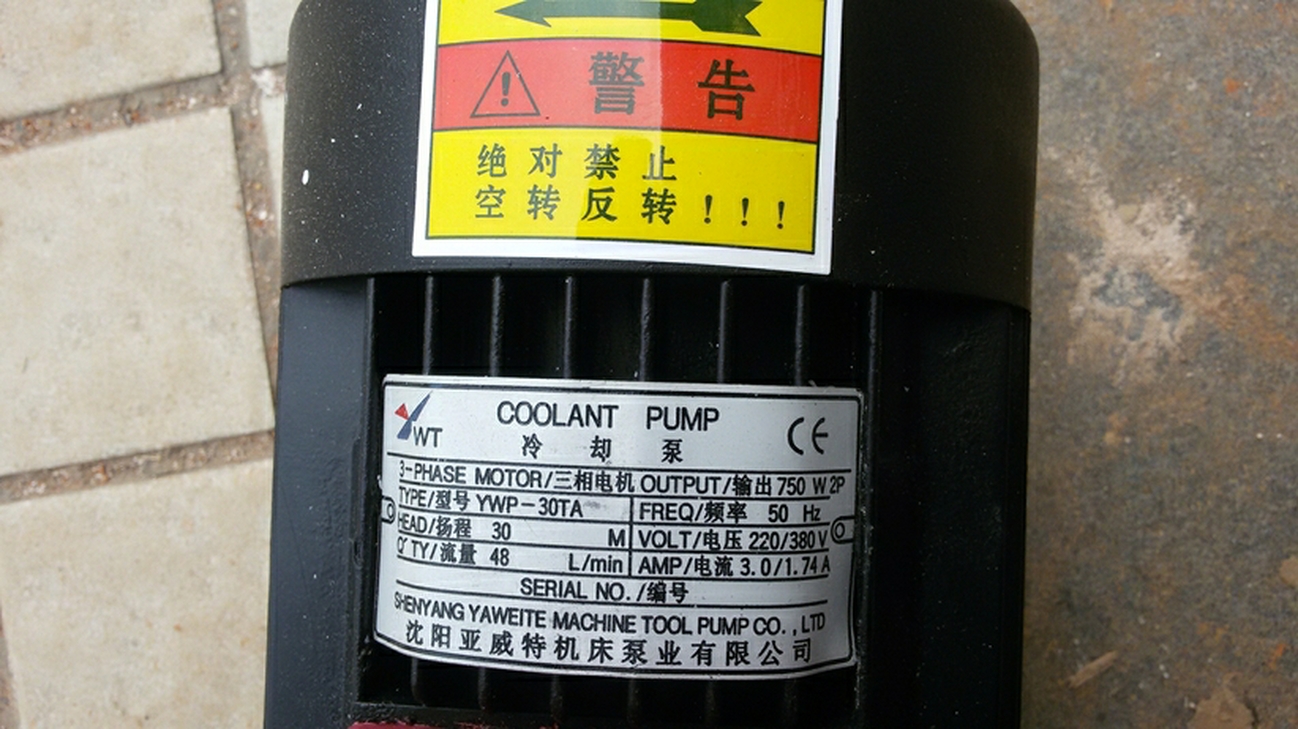 警告
绝对禁止
空转反转!!!
YWT
COOLANT PUMP
CE
冷却泵
3-PHASE MOTOR/三相电机 OUTPUT/输出 750 W 2P
TYPE/型号 YWP-30TA FREQ/频率 50 Hz
HEAD/扬程 30 M VOLT/电压 220/380 V
Q'TY/流量 48 L/min AMP/电流 3.0/1.74 A
SERIAL NO./编号
SHENYANG YAWEITE MACHINE TOOL PUMP CO.,LTD
沈阳亚威特机床泵业有限公司